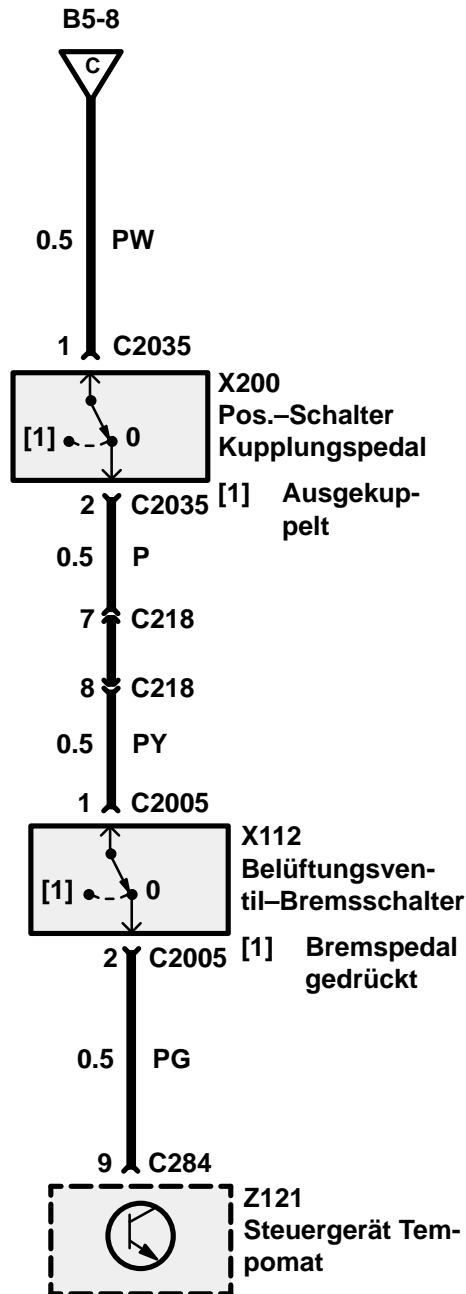 B5-8
C
0.5 PW
1 C2035
X200
Pos.–Schalter
Kupplungspedal
[1] 0
[1] Ausgekup-
pelt
2 C2035
0.5 P
7 C218
8 C218
0.5 PY
1 C2005
X112
Belüftungsven-
til–Bremsschalter
[1] 0
[1] Bremspedal
gedrückt
2 C2005
0.5 PG
9 C284
Z121
Steuergerät Tem-
pomat